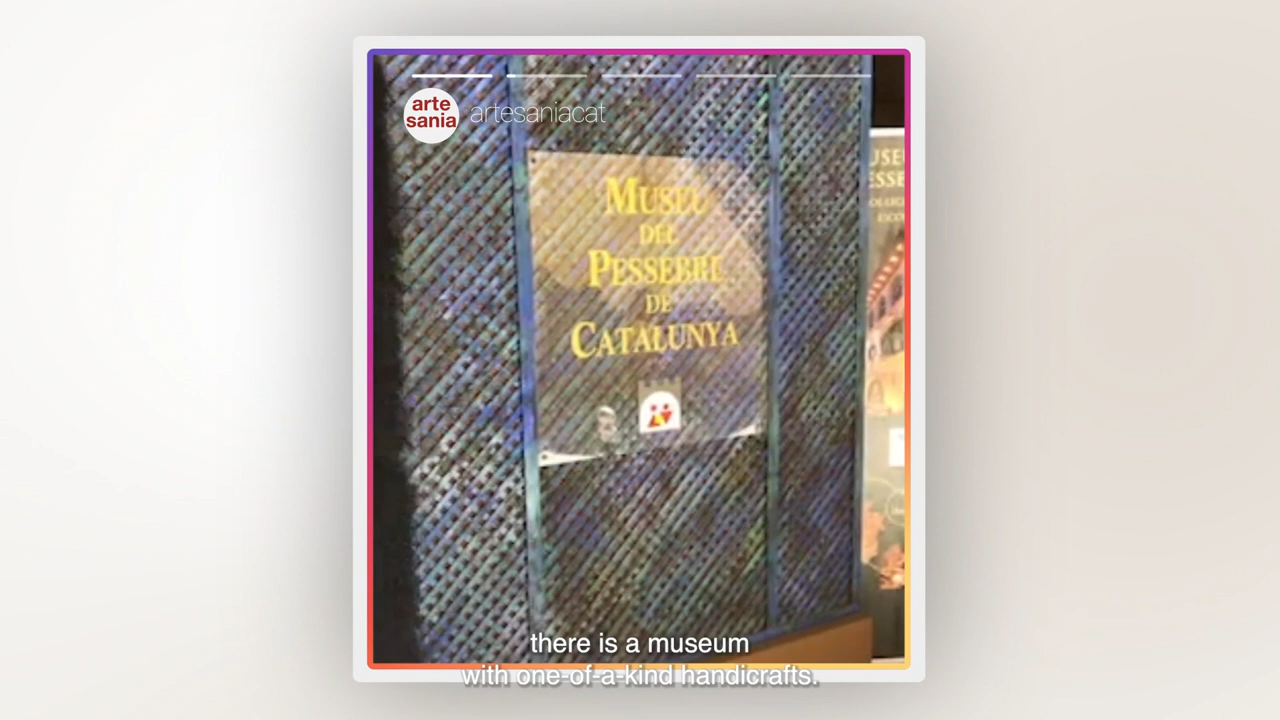 arte
sania
artesaniacat
MUSEU
DEL
PESSEBRE
DE
CATALUNYA
there is a museum
with one-of-a-kind handicrafts.